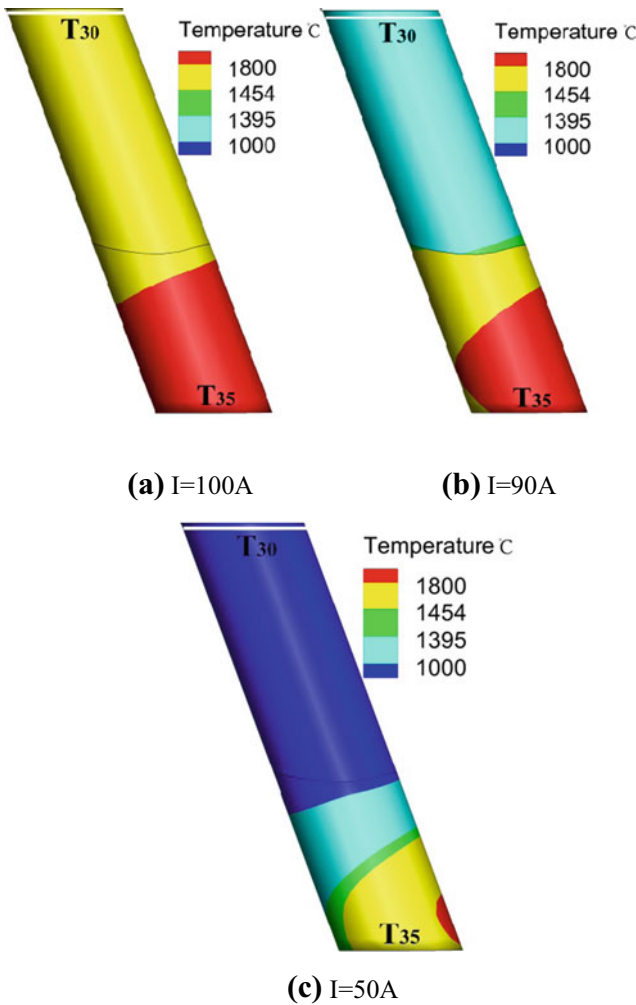 T30
Temperature ℃
1800
1454
1395
1000
T35
(a) I=100A
T30
Temperature ℃
1800
1454
1395
1000
T35
(b) I=90A
T30
Temperature ℃
1800
1454
1395
1000
T35
(c) I=50A